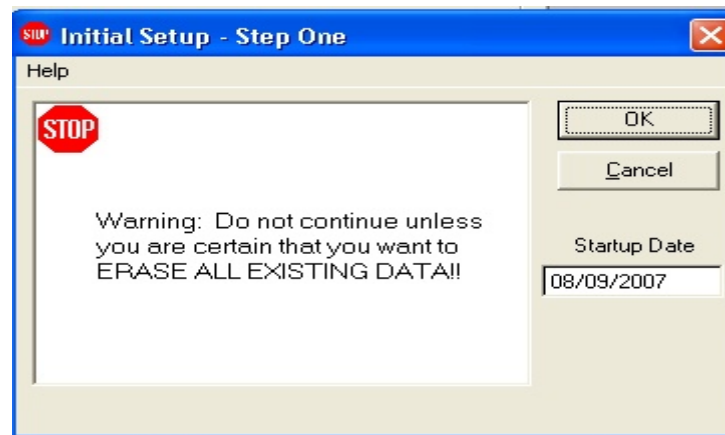 STOP Initial Setup - Step One
Help
STOP
OK
Cancel
Warning:  Do not continue unless
you are certain that you want to
ERASE ALL EXISTING DATA!!
Startup Date
08/09/2007